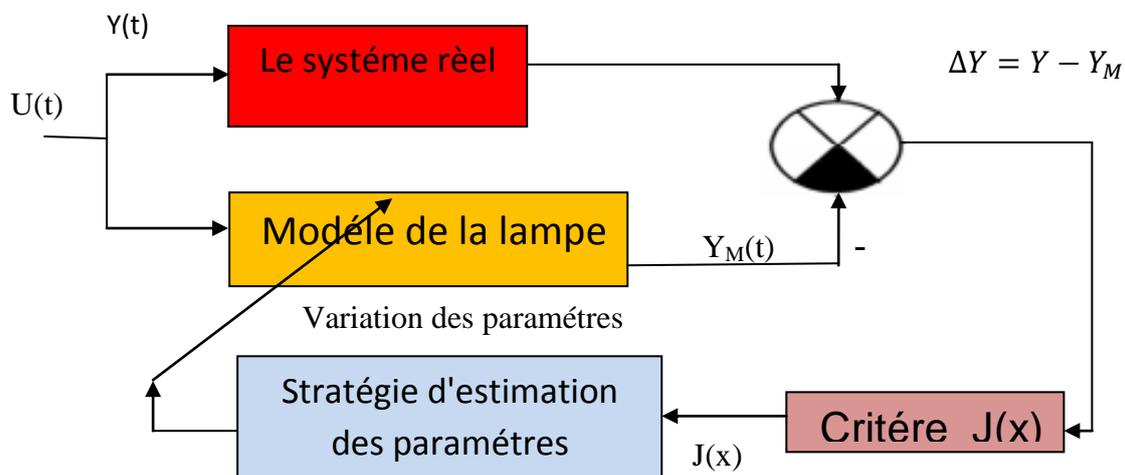 Y(t)
Le systéme rèel
ΔY = Y − Y_M
U(t)
Modéle de la lampe
Y_M(t)
-
Variation des paramétres
Stratégie d'estimation
des paramétres
Critére J(x)
J(x)